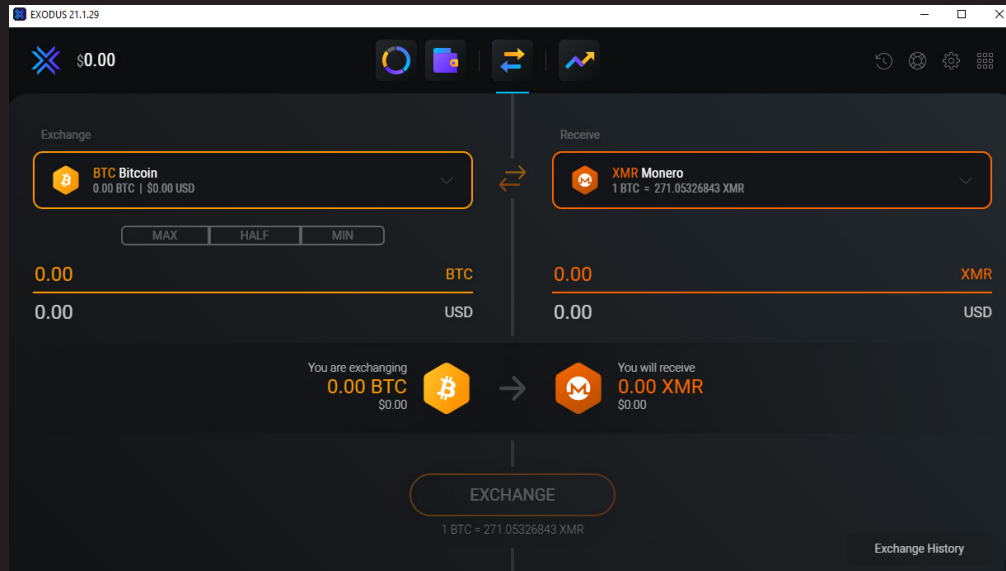 EXODUS 21.1.29
$0.00
Exchange
BTC Bitcoin
0.00 BTC | $0.00 USD
Receive
XMR Monero
1 BTC = 271.05326843 XMR
MAX HALF MIN
0.00 BTC
0.00 USD
0.00 XMR
0.00 USD
You are exchanging
0.00 BTC
$0.00
You will receive
0.00 XMR
$0.00
EXCHANGE
1 BTC = 271.05326843 XMR
Exchange History